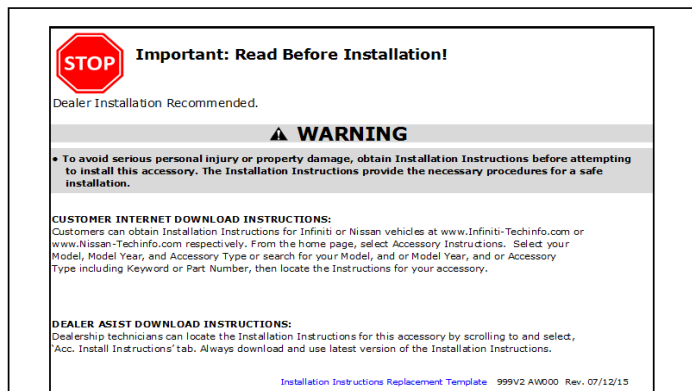 STOP
Important: Read Before Installation!
Dealer Installation Recommended.
⚠ WARNING
• To avoid serious personal injury or property damage, obtain Installation Instructions before attempting
to install this accessory. The Installation Instructions provide the necessary procedures for a safe
installation.
CUSTOMER INTERNET DOWNLOAD INSTRUCTIONS:
Customers can obtain Installation Instructions for Infiniti or Nissan vehicles at www.Infiniti-Techinfo.com or
www.Nissan-Techinfo.com respectively. From the home page, select Accessory Instructions. Select your
Model, Model Year, and Accessory Type or search for your Model, and or Model Year, and or Accessory
Type including Keyword or Part Number, then locate the Instructions for your accessory.
DEALER ASIST DOWNLOAD INSTRUCTIONS:
Dealership technicians can locate the Installation Instructions for this accessory by scrolling to and select,
‘Acc. Install Instructions’ tab. Always download and use latest version of the Installation Instructions.
Installation Instructions Replacement Template 999V2 AW000 Rev. 07/12/15